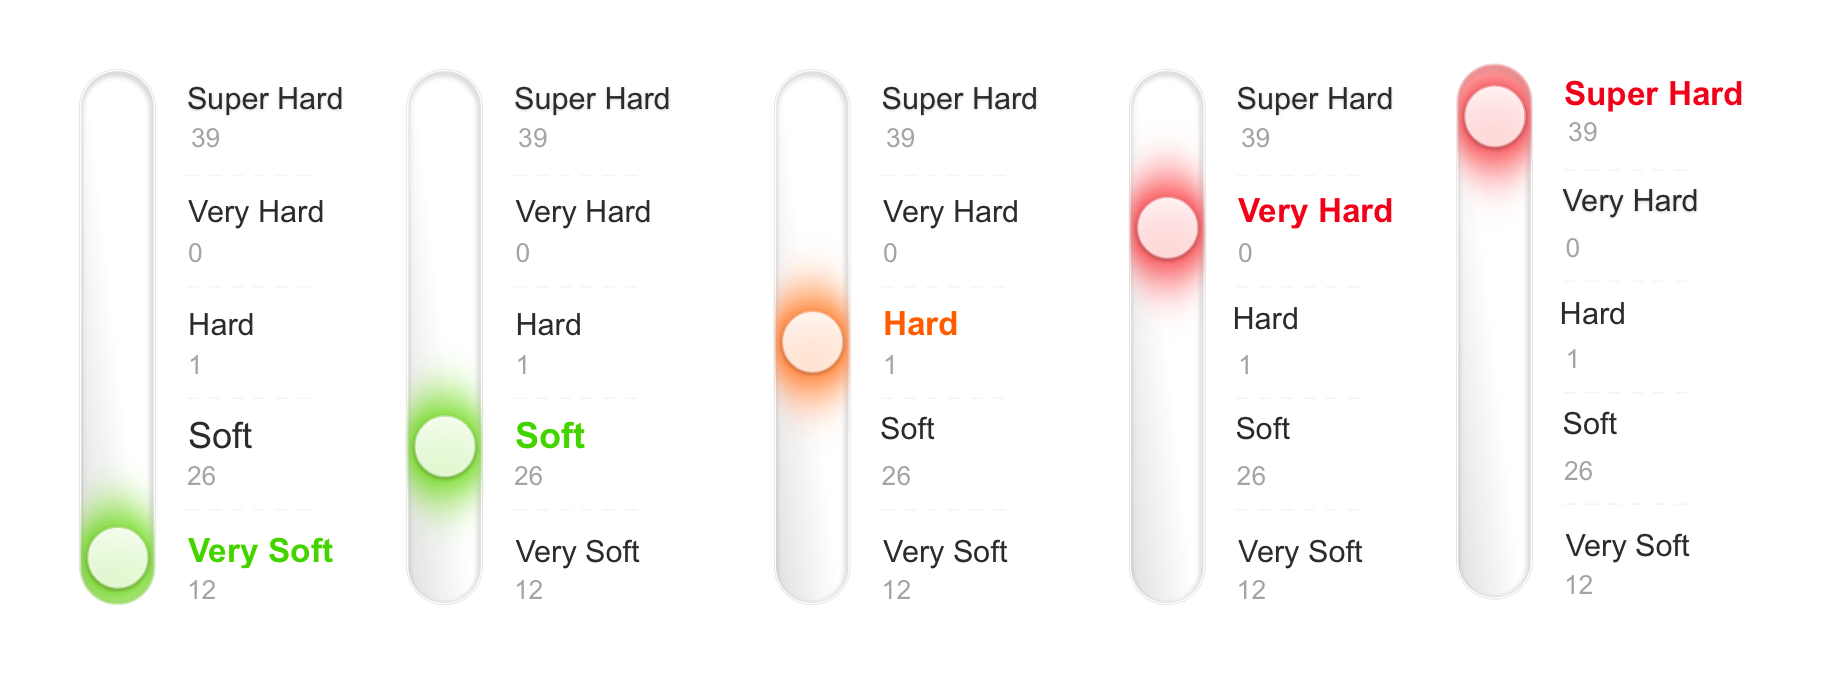 Super Hard
39
Very Hard
0
Hard
1
Soft
26
Very Soft
12
Super Hard
39
Very Hard
0
Hard
1
Soft
26
Very Soft
12
Super Hard
39
Very Hard
0
Hard
1
Soft
26
Very Soft
12
Super Hard
39
Very Hard
0
Hard
1
Soft
26
Very Soft
12
Super Hard
39
Very Hard
0
Hard
1
Soft
26
Very Soft
12